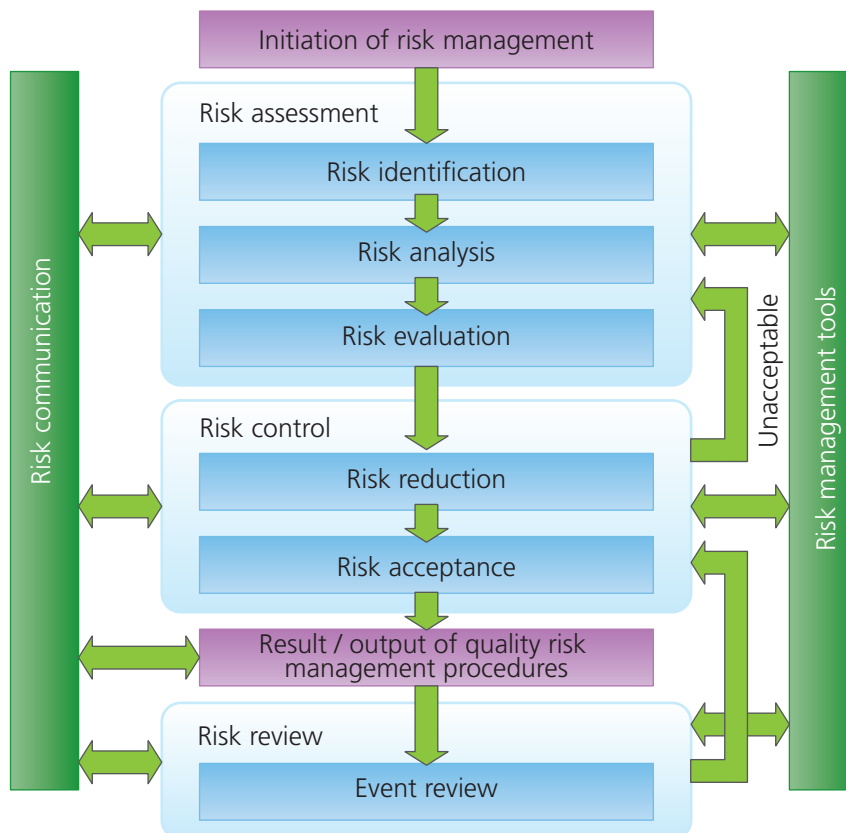 Initiation of risk management
Risk assessment
Risk identification
Risk analysis
Risk evaluation
Risk control
Risk reduction
Risk acceptance
Result / output of quality risk
management procedures
Risk review
Event review
Risk communication
Unacceptable
Risk management tools